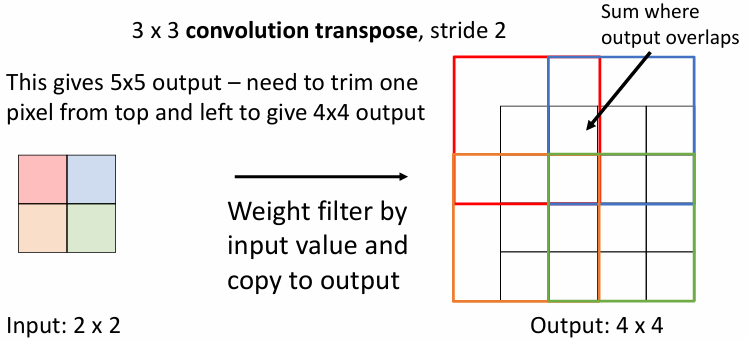 3 x 3 convolution transpose, stride 2
Sum where
output overlaps
This gives 5x5 output – need to trim one
pixel from top and left to give 4x4 output
Weight filter by
input value and
copy to output
Input: 2 x 2
Output: 4 x 4